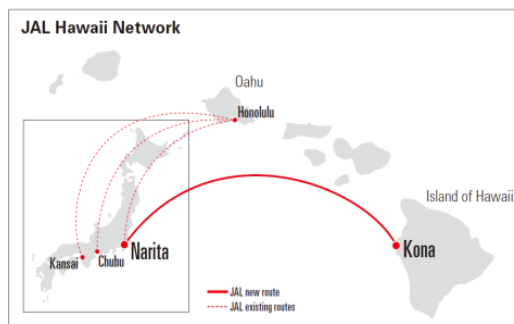 JAL Hawaii Network
Oahu
Honolulu
Island of Hawaii
Narita
Kona
Chubu
Kansai
JAL new route
JAL existing routes